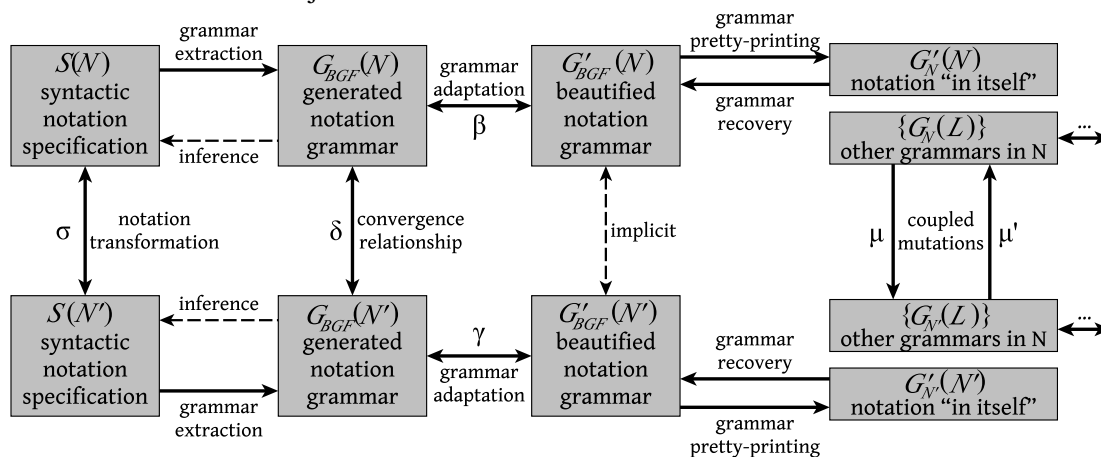 grammar
extraction
S(N)
syntactic
notation
specification
inference
G_BGF(N)
generated
notation
grammar
grammar
adaptation
β
G′_BGF(N)
beautified
notation
grammar
grammar
pretty-printing
grammar
recovery
G′_N(N)
notation “in itself”
{G_N(L)}
other grammars in N
...
σ
notation
transformation
δ
convergence
relationship
implicit
μ
coupled
mutations
μ'
S(N′)
syntactic
notation
specification
inference
grammar
extraction
G_BGF(N′)
generated
notation
grammar
γ
grammar
adaptation
G′_BGF(N′)
beautified
notation
grammar
{G_N′(L)}
other grammars in N
...
grammar
recovery
G′_N′(N′)
notation “in itself”
grammar
pretty-printing